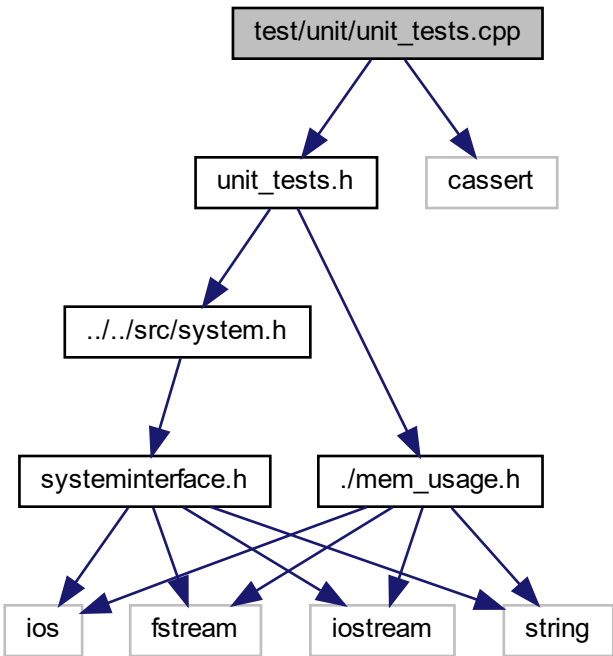 test/unit/unit_tests.cpp
unit_tests.h
cassert
../../src/system.h
systeminterface.h
./mem_usage.h
ios
fstream
iostream
string